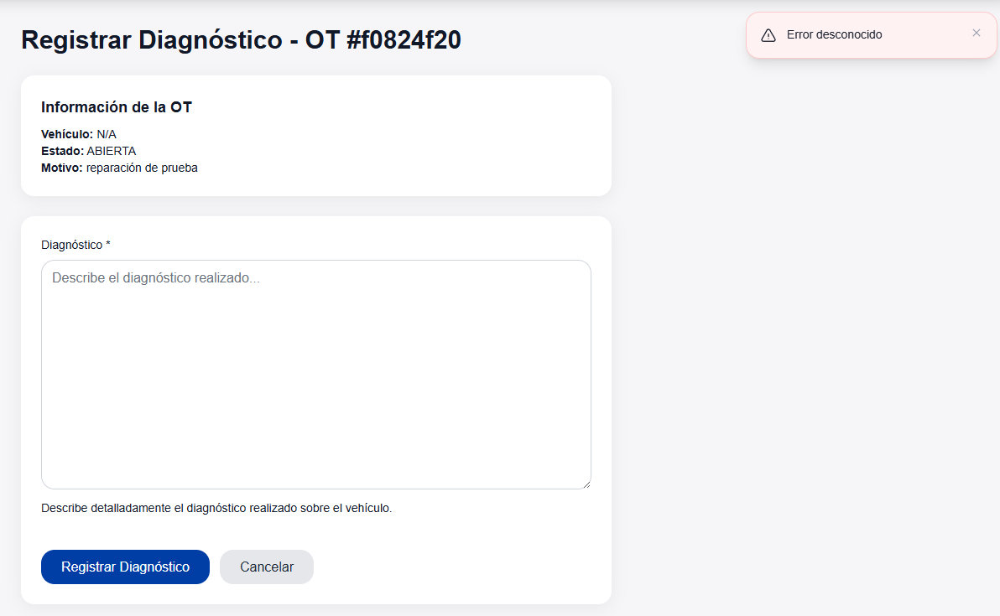 Registrar Diagnóstico - OT #f0824f20
Error desconocido
Información de la OT
Vehículo: N/A
Estado: ABIERTA
Motivo: reparación de prueba
Diagnóstico *
Describe el diagnóstico realizado...
Describe detalladamente el diagnóstico realizado sobre el vehículo.
Registrar Diagnóstico
Cancelar